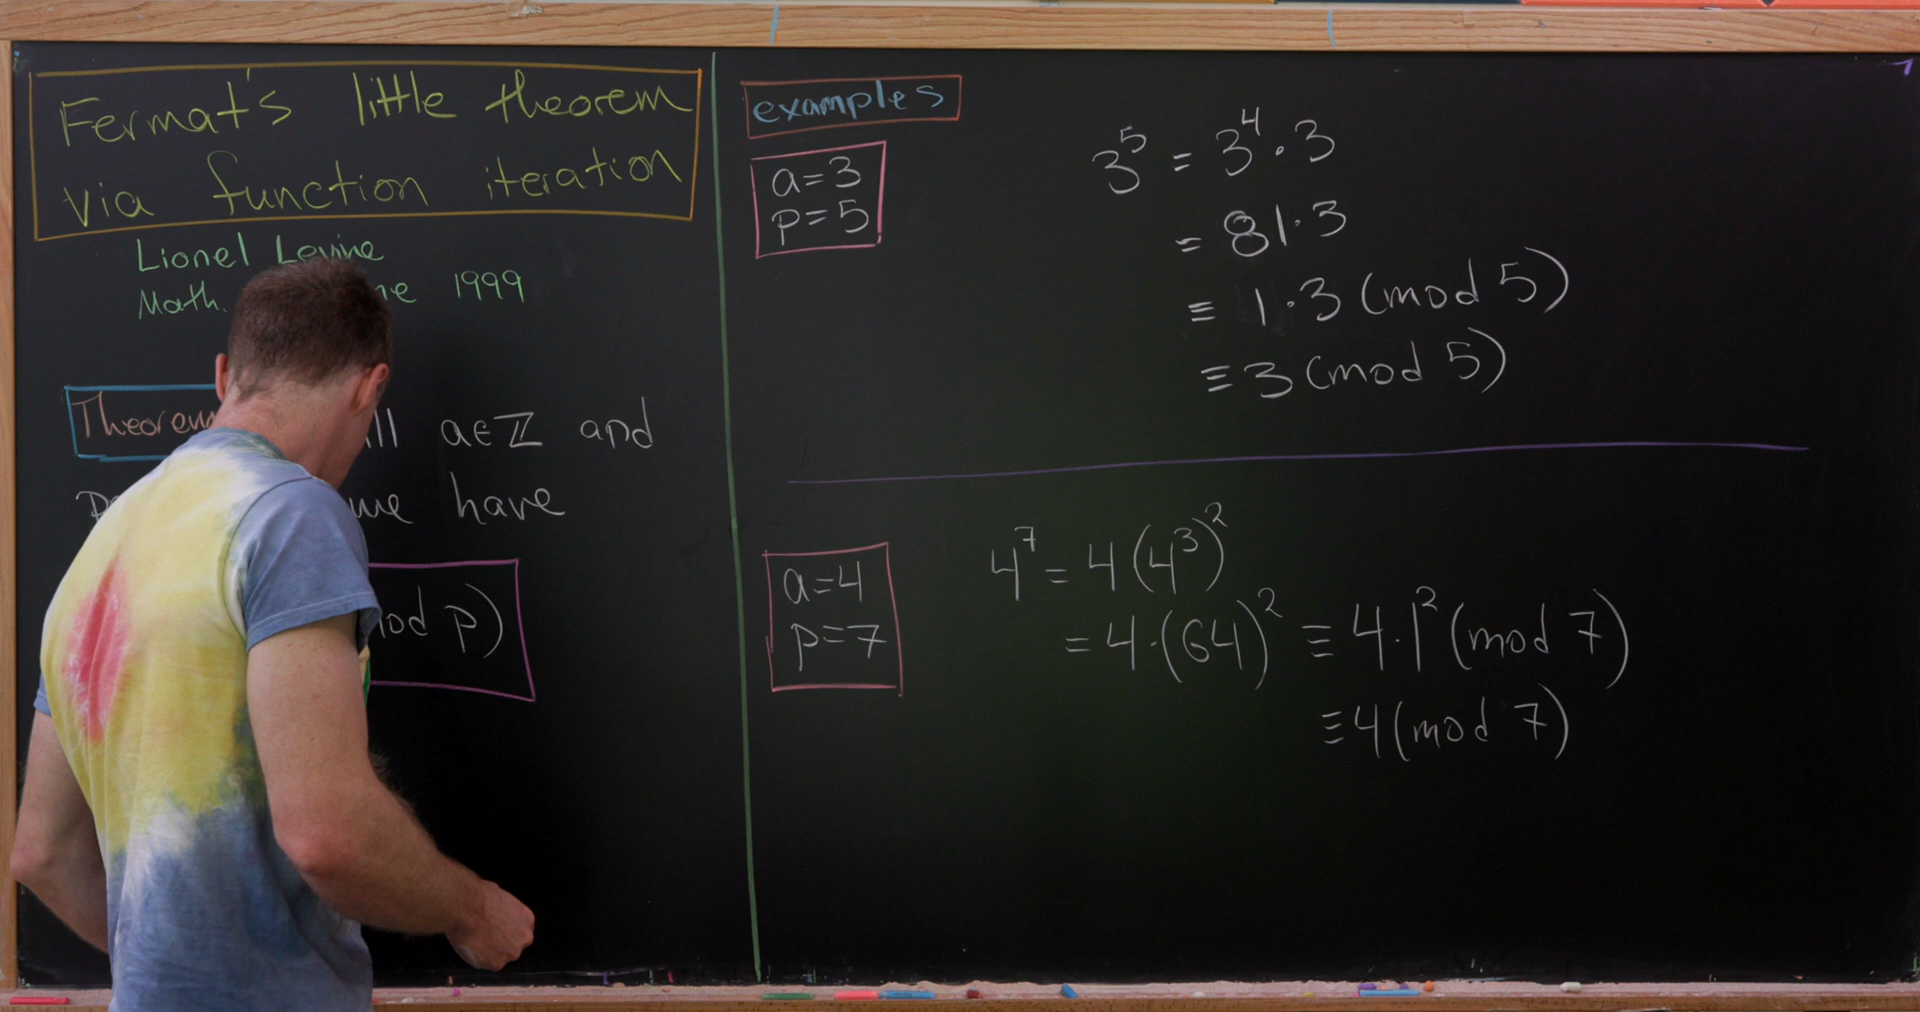 Fermat's little theorem
via function iteration
Lionel Levine
Math. 1999
Theorem a∈ℤ and
we have
p)
examples
a=3
p=5
3⁵ = 3⁴·3
= 81·3
≡ 1·3 (mod 5)
≡ 3 (mod 5)
a=4
p=7
4⁷ = 4(4³)²
= 4·(64)² ≡ 4·1² (mod 7)
≡ 4 (mod 7)